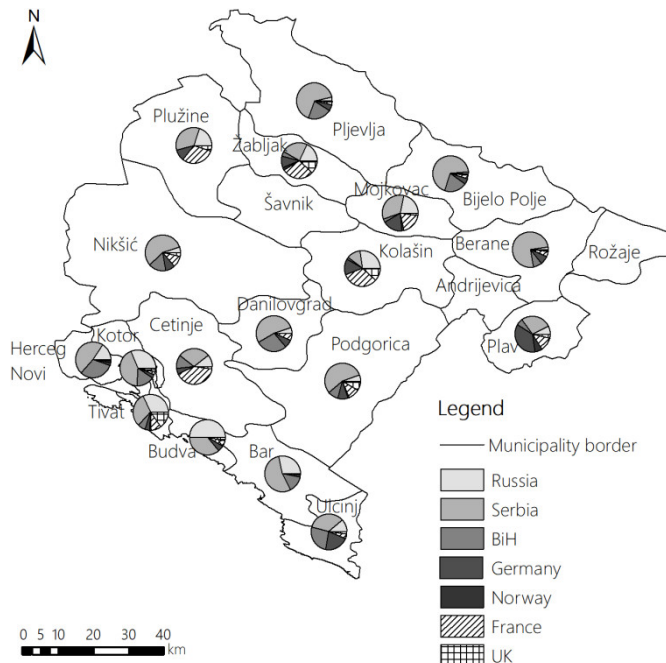 N
Plužine
Pljevlja
Žabljak
Mojkovac
Bijelo Polje
Šavnik
Nikšić
Kolašin
Berane
Rožaje
Andrijevica
Danilovgrad
Cetinje
Kotor
Herceg
Novi
Podgorica
Plav
Tivat
Budva
Bar
Ulcinj
Legend
Municipality border
Russia
Serbia
BiH
Germany
Norway
France
UK
0 5 10 20 30 40
km